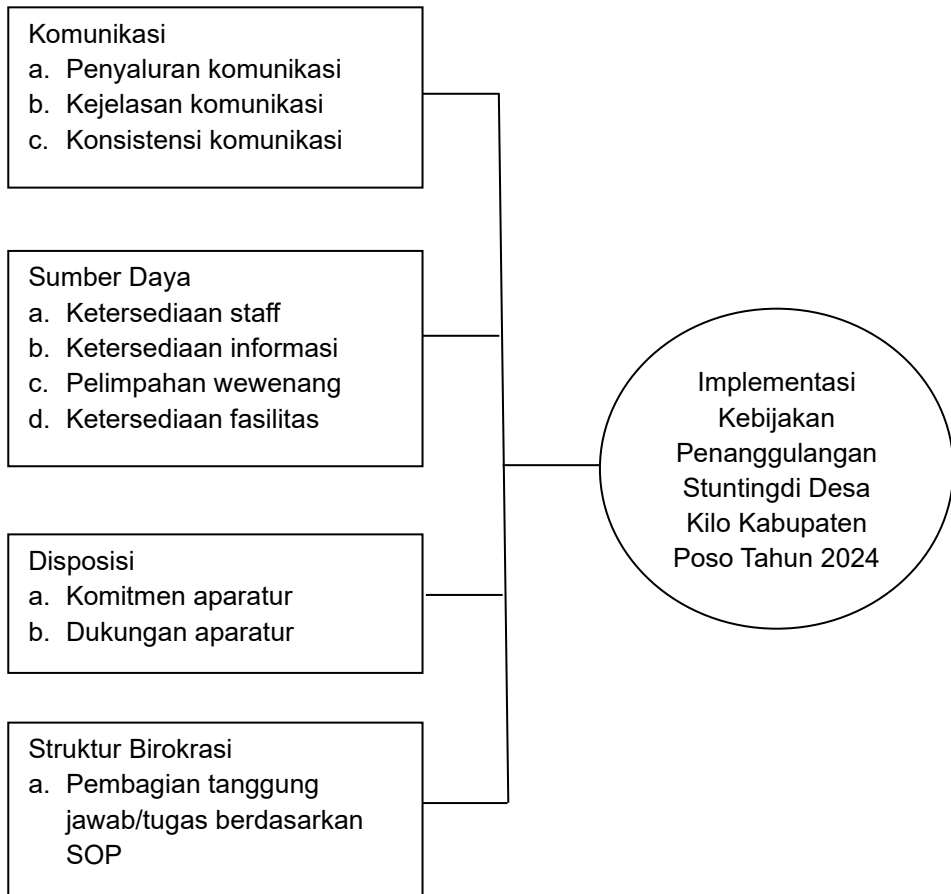 Komunikasi
a. Penyaluran komunikasi
b. Kejelasan komunikasi
c. Konsistensi komunikasi
Sumber Daya
a. Ketersediaan staff
b. Ketersediaan informasi
c. Pelimpahan wewenang
d. Ketersediaan fasilitas
Disposisi
a. Komitmen aparatur
b. Dukungan aparatur
Struktur Birokrasi
a. Pembagian tanggung
jawab/tugas berdasarkan
SOP
Implementasi
Kebijakan
Penanggulangan
Stuntingdi Desa
Kilo Kabupaten
Poso Tahun 2024